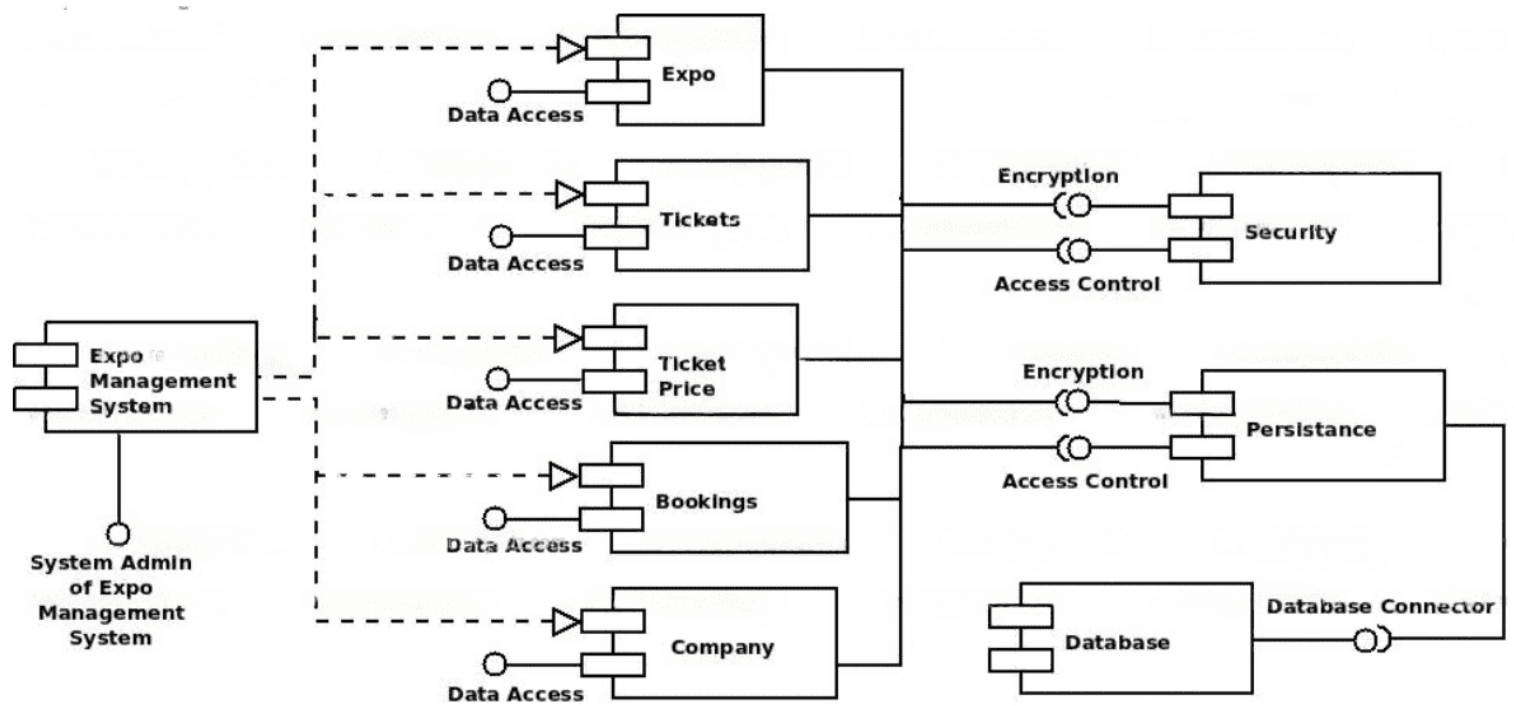 Expo
Data Access
Tickets
Data Access
Encryption
Security
Access Control
Expo
Management
System
Ticket
Price
Data Access
Encryption
Persistance
Access Control
Bookings
Data Access
System Admin
of Expo
Management
System
Company
Data Access
Database
Database Connector